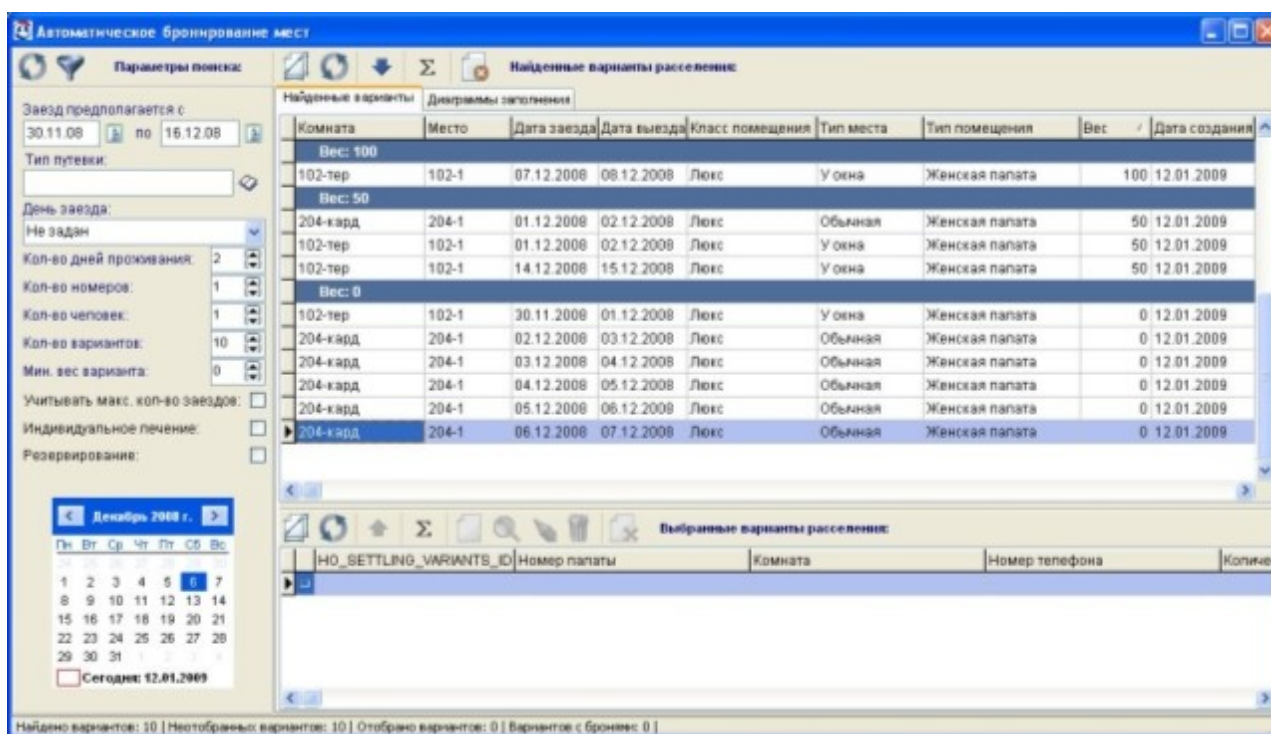 Автоматическое бронирование мест
Параметры поиска:
Найденные варианты расселения:
Заезд предполагается с
30.11.08 по 16.12.08
Тип путевки:
День заезда:
Не задан
Кол-во дней проживания: 2
Кол-во номеров: 1
Кол-во человек: 1
Кол-во вариантов: 10
Мин. вес варианта: 0
Учитывать макс. кол-во заездов:
Индивидуальное лечение:
Резервирование:
Декабрь 2008 г.
Пн Вт Ср Чт Пт Сб Вс
24 25 26 27 28 29 30
1 2 3 4 5 6 7
8 9 10 11 12 13 14
15 16 17 18 19 20 21
22 23 24 25 26 27 28
29 30 31 1 2 3 4
Сегодня: 12.01.2009
Найденные варианты Диаграммы заполнения
Комната Место Дата заезда Дата выезда Класс помещения Тип места Тип помещения Вес Дата создания
Вес: 100
102-тер 102-1 07.12.2008 08.12.2008 Люкс У окна Женская палата 100 12.01.2009
Вес: 50
204-кард 204-1 01.12.2008 02.12.2008 Люкс Обычная Женская палата 50 12.01.2009
102-тер 102-1 01.12.2008 02.12.2008 Люкс У окна Женская палата 50 12.01.2009
102-тер 102-1 14.12.2008 15.12.2008 Люкс У окна Женская палата 50 12.01.2009
Вес: 0
102-тер 102-1 30.11.2008 01.12.2008 Люкс У окна Женская палата 0 12.01.2009
204-кард 204-1 02.12.2008 03.12.2008 Люкс Обычная Женская палата 0 12.01.2009
204-кард 204-1 03.12.2008 04.12.2008 Люкс Обычная Женская палата 0 12.01.2009
204-кард 204-1 04.12.2008 05.12.2008 Люкс Обычная Женская палата 0 12.01.2009
204-кард 204-1 05.12.2008 06.12.2008 Люкс Обычная Женская палата 0 12.01.2009
204-кард 204-1 06.12.2008 07.12.2008 Люкс Обычная Женская палата 0 12.01.2009
Выбранные варианты расселения:
HO_SETTLING_VARIANTS_ID Номер палаты Комната Номер телефона Количе
Найдено вариантов: 10 | Неотобранных вариантов: 10 | Отобрано вариантов: 0 | Вариантов с бронями: 0 |